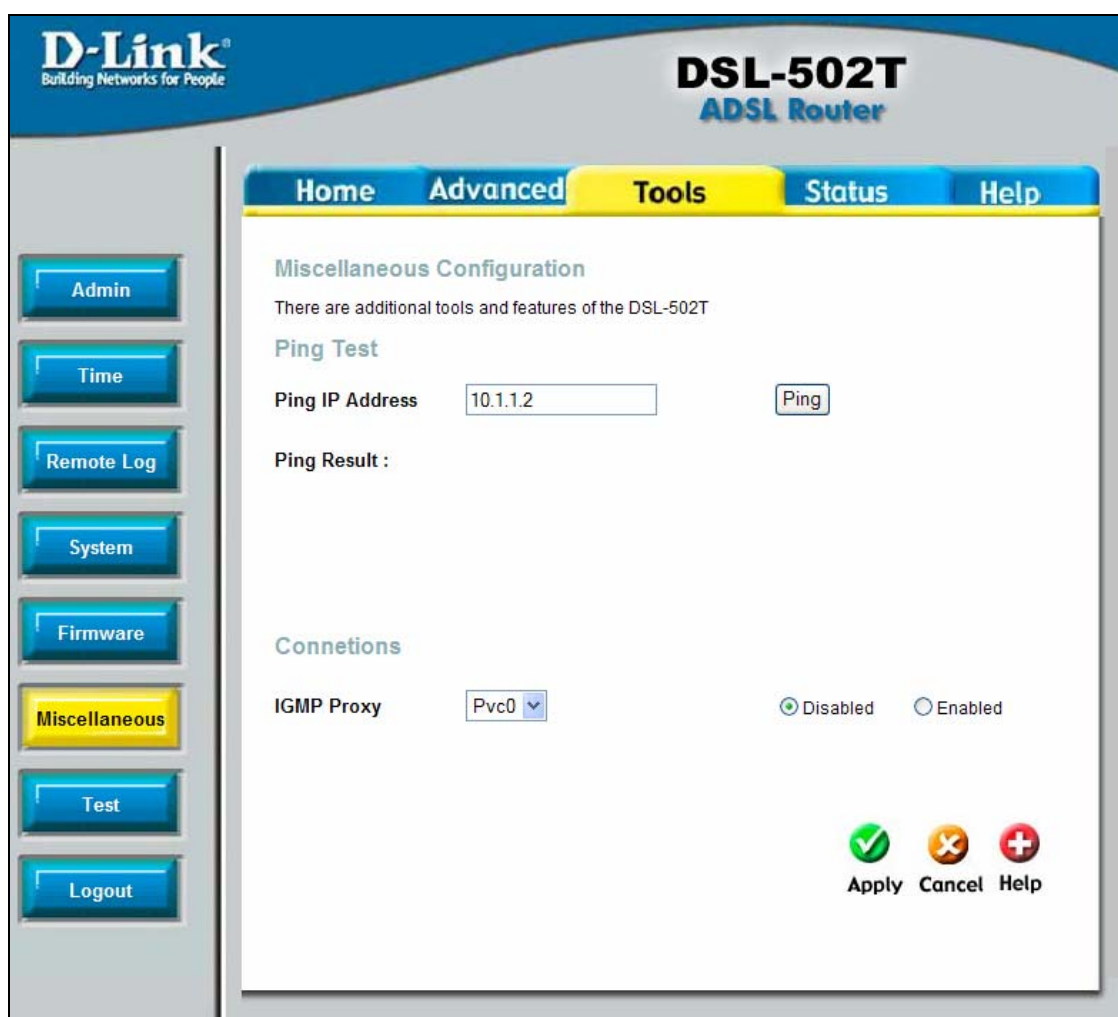 D-Link®
Building Networks for People
DSL-502T
ADSL Router
Home Advanced Tools Status Help
Admin
Time
Remote Log
System
Firmware
Miscellaneous
Test
Logout
Miscellaneous Configuration
There are additional tools and features of the DSL-502T
Ping Test
Ping IP Address 10.1.1.2 Ping
Ping Result :
Connetions
IGMP Proxy Pvc0 Disabled Enabled
Apply Cancel Help